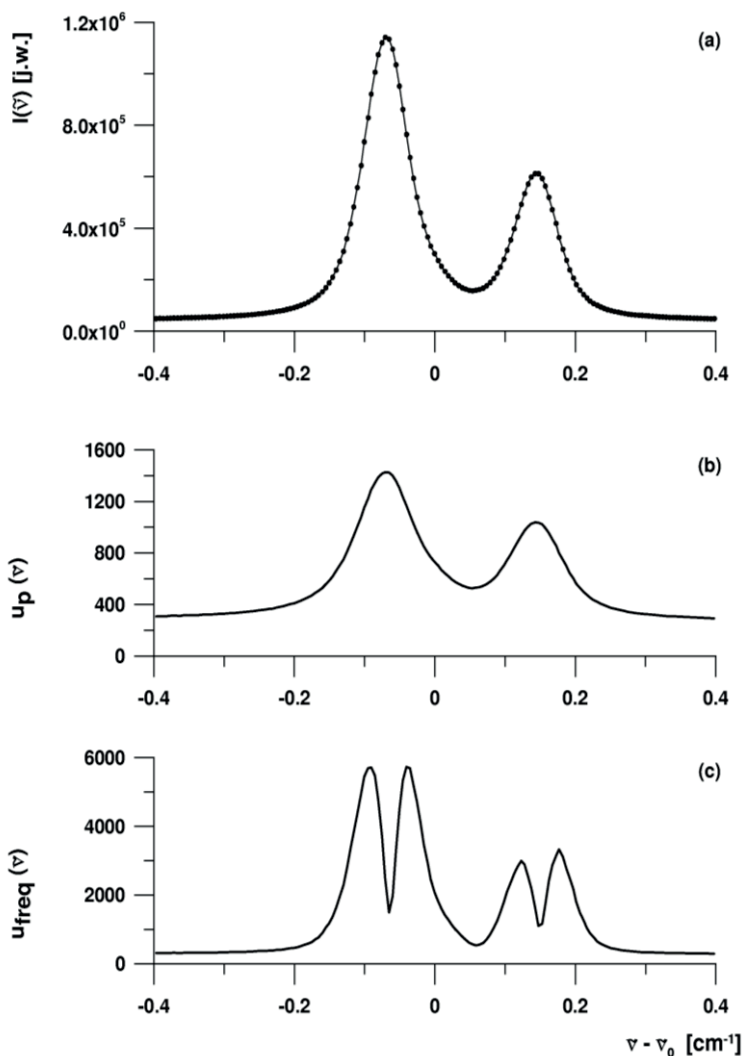 1.2x10⁶
(a)
I(ṽ) [j.w.]
8.0x10⁵
4.0x10⁵
0.0x10⁰
-0.4 -0.2 0 0.2 0.4
1600
(b)
1200
uₚ(ṽ)
800
400
0
-0.4 -0.2 0 0.2 0.4
6000
(c)
u_freq(ṽ)
4000
2000
0
-0.4 -0.2 0 0.2 0.4
ṽ - ṽ₀ [cm⁻¹]